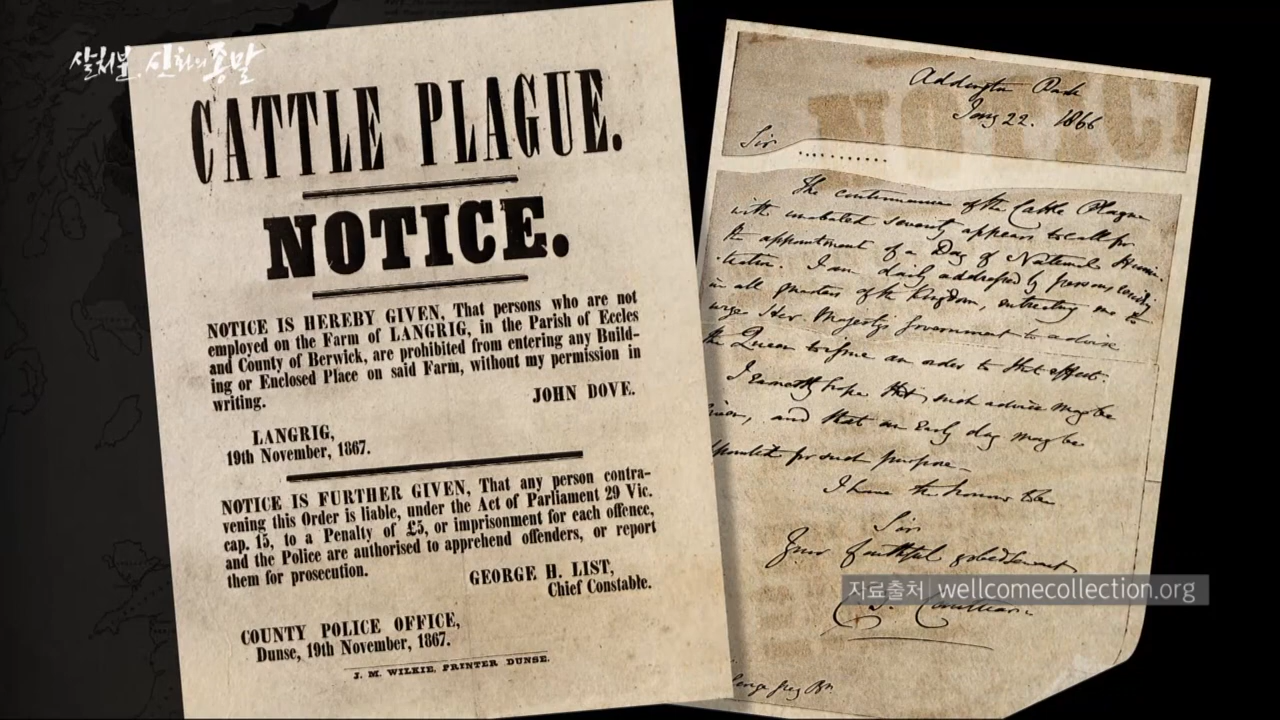 살처분, 신화의 종말
CATTLE PLAGUE.
NOTICE.
NOTICE IS HEREBY GIVEN, That persons who are not
employed on the Farm of LANGRIG, in the Parish of Eccles
and County of Berwick, are prohibited from entering any Build-
ing or Enclosed Place on said Farm, without my permission in
writing.
JOHN DOVE.
LANGRIG,
19th November, 1867.
NOTICE IS FURTHER GIVEN, That any person contra-
vening this Order is liable, under the Act of Parliament 29 Vic.
cap. 15, to a Penalty of £5, or imprisonment for each offence,
and the Police are authorised to apprehend offenders, or report
them for prosecution.
GEORGE H. LIST,
Chief Constable.
COUNTY POLICE OFFICE,
Dunse, 19th November, 1867.
J. M. WILKIE, PRINTER DUNSE.
Addington Park
Jany 22. 1866
Sir
The continuance of the Cattle Plague
with unabated severity appears to call for
the appointment of a Day of National Humi-
liation. I am daily addressed by persons
in all quarters of the Kingdom, entreating me to
urge Her Majesty's Government to advise
the Queen to issue an order to that effect.
I earnestly hope that such advice may be
given, and that an early day may be
appointed for such purpose.
I have the honour to be
Sir
Your faithful
자료출처 wellcomecollection.org